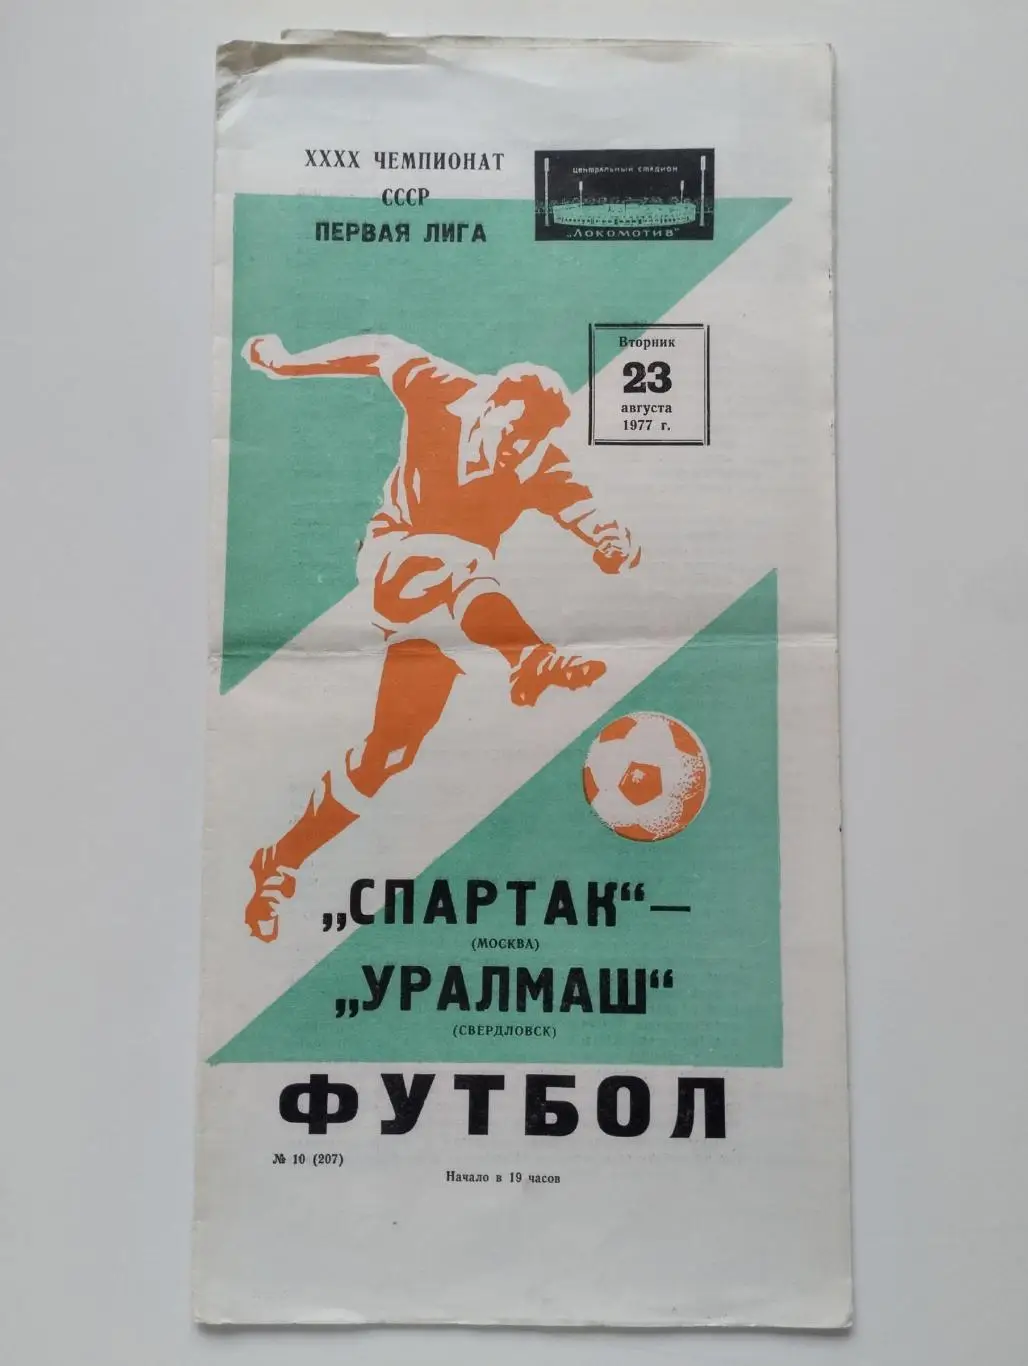 XXXX ЧЕМПИОНАТ
СССР
ПЕРВАЯ ЛИГА
ЦЕНТРАЛЬНЫЙ СТАДИОН
„ЛОКОМОТИВ"
Вторник
23
августа
1977 г.
„СПАРТАК“—
(МОСКВА)
„УРАЛМАШ“
(СВЕРДЛОВСК)
ФУТБОЛ
№ 10 (207)
Начало в 19 часов